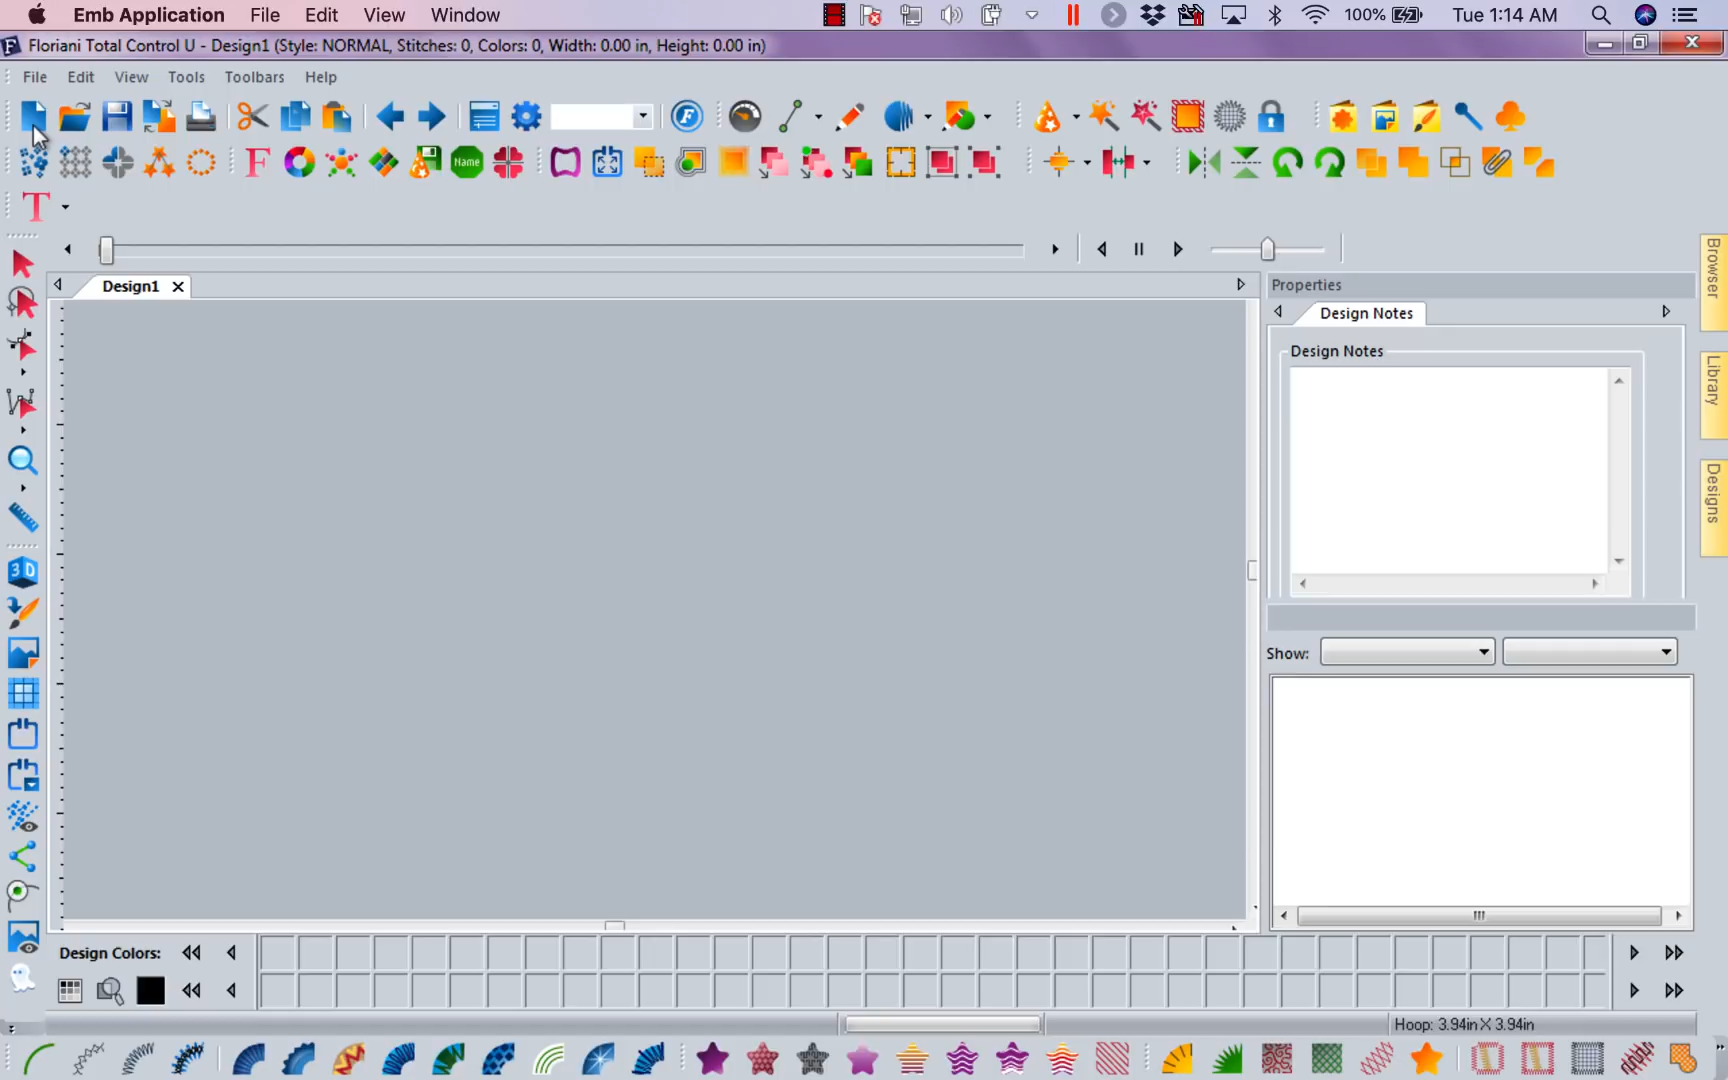 Emb Application File Edit View Window 100% Tue 1:14 AM
Floriani Total Control U - Design1 (Style: NORMAL, Stitches: 0, Colors: 0, Width: 0.00 in, Height: 0.00 in)
File Edit View Tools Toolbars Help
F Name
T
Design1
Properties
Design Notes
Design Notes
Browser
Library
Designs
3D
Show:
Design Colors:
Hoop: 3.94in X 3.94in